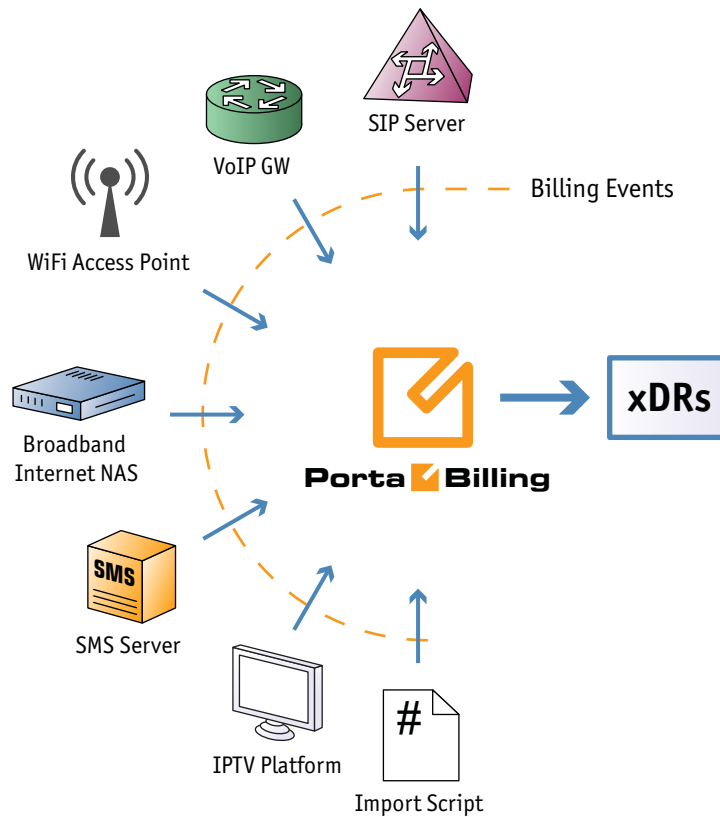 SIP Server
VoIP GW
Billing Events
WiFi Access Point
xDRs
Broadband
Internet NAS
Porta Billing
SMS
SMS Server
IPTV Platform
#
Import Script